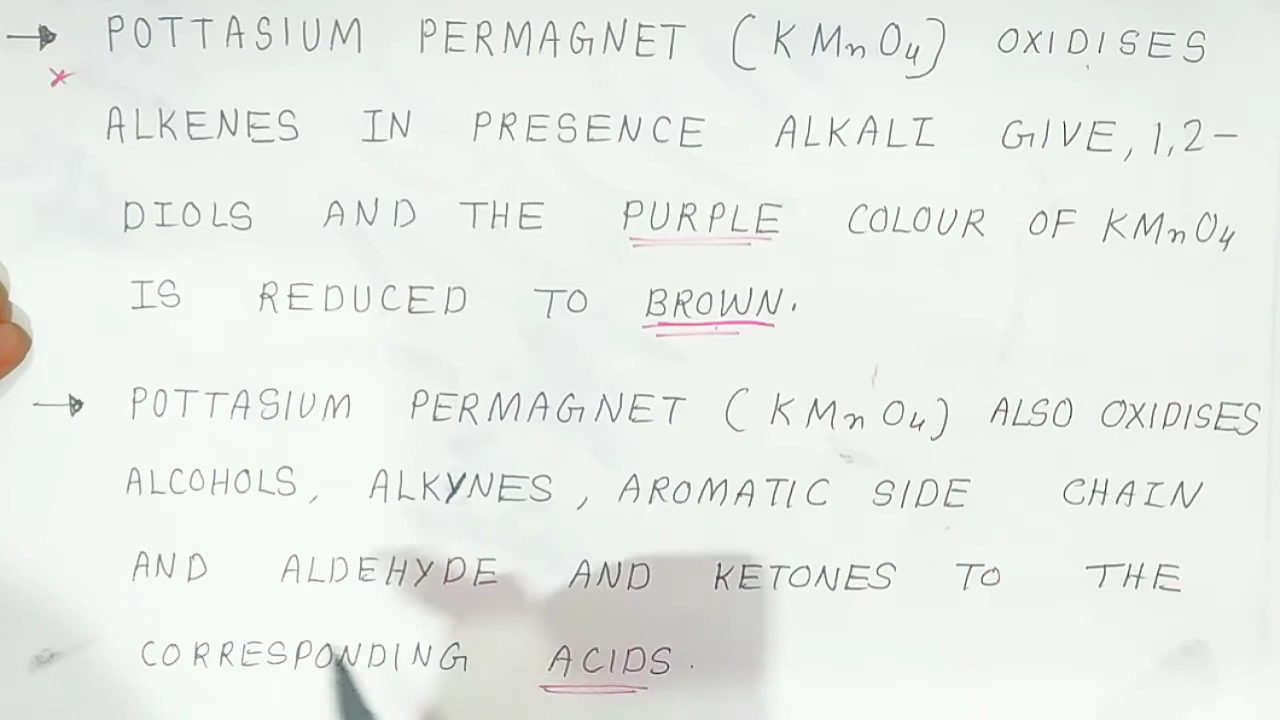 → POTTASIUM PERMAGNET (KMnO4) OXIDISES
* ALKENES IN PRESENCE ALKALI GIVE, 1,2-
DIOLS AND THE PURPLE COLOUR OF KMnO4
IS REDUCED TO BROWN.
→ POTTASIUM PERMAGNET (KMnO4) ALSO OXIDISES
ALCOHOLS, ALKYNES, AROMATIC SIDE CHAIN
AND ALDEHYDE AND KETONES TO THE
CORRESPONDING ACIDS.